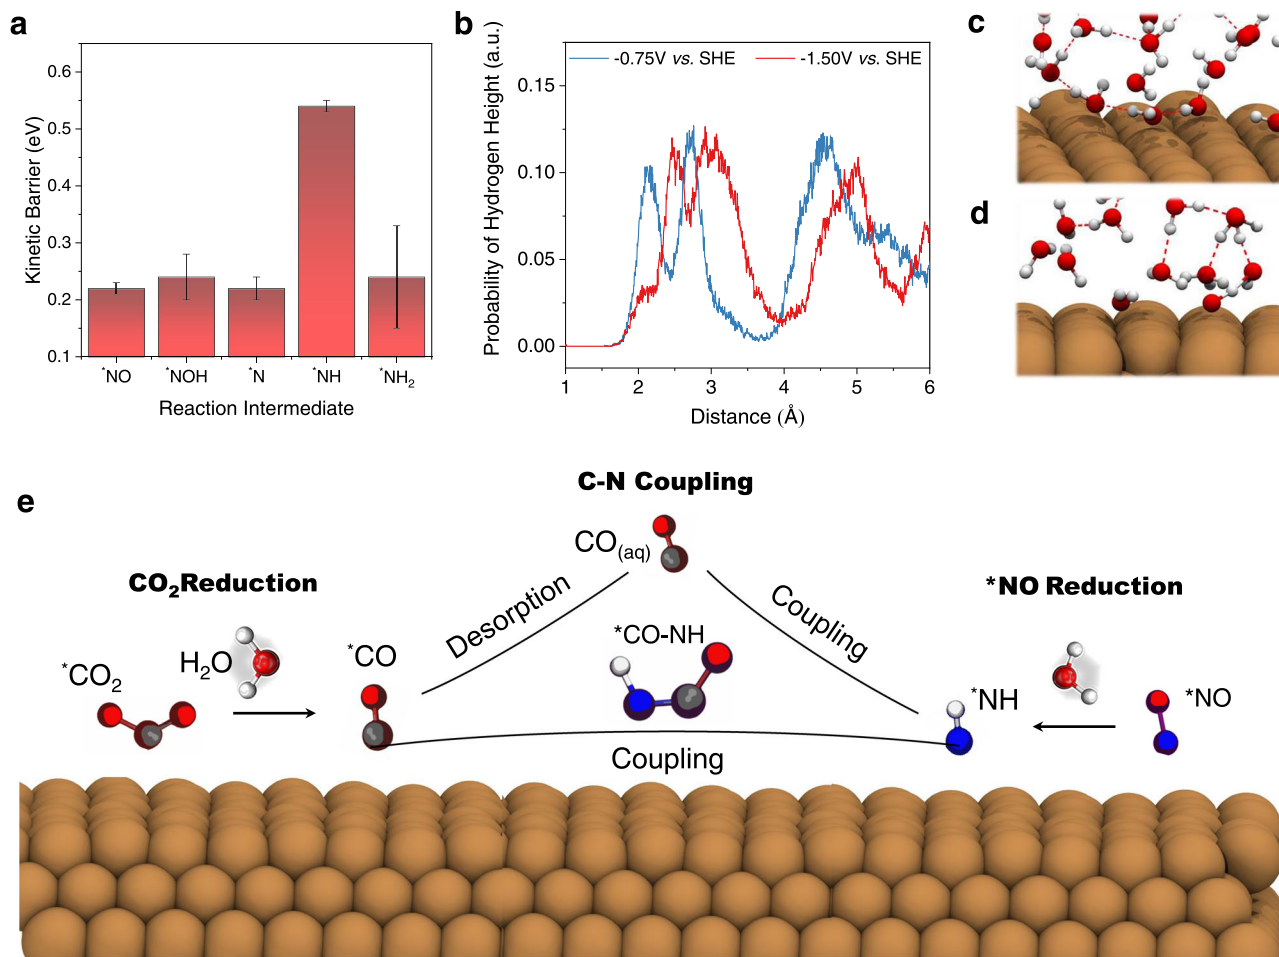 a
Kinetic Barrier (eV)
0.6
0.5
0.4
0.3
0.2
0.1
*NO
*NOH
*N
*NH
*NH₂
Reaction Intermediate
b
Probability of Hydrogen Height (a.u.)
-0.75V vs. SHE
-1.50V vs. SHE
0.15
0.10
0.05
0.00
1
2
3
4
5
6
Distance (Å)
c
d
e
C-N Coupling
CO(aq)
CO₂Reduction
*NO Reduction
Desorption
Coupling
*CO-NH
H₂O
*CO
*CO₂
*NH
*NO
Coupling